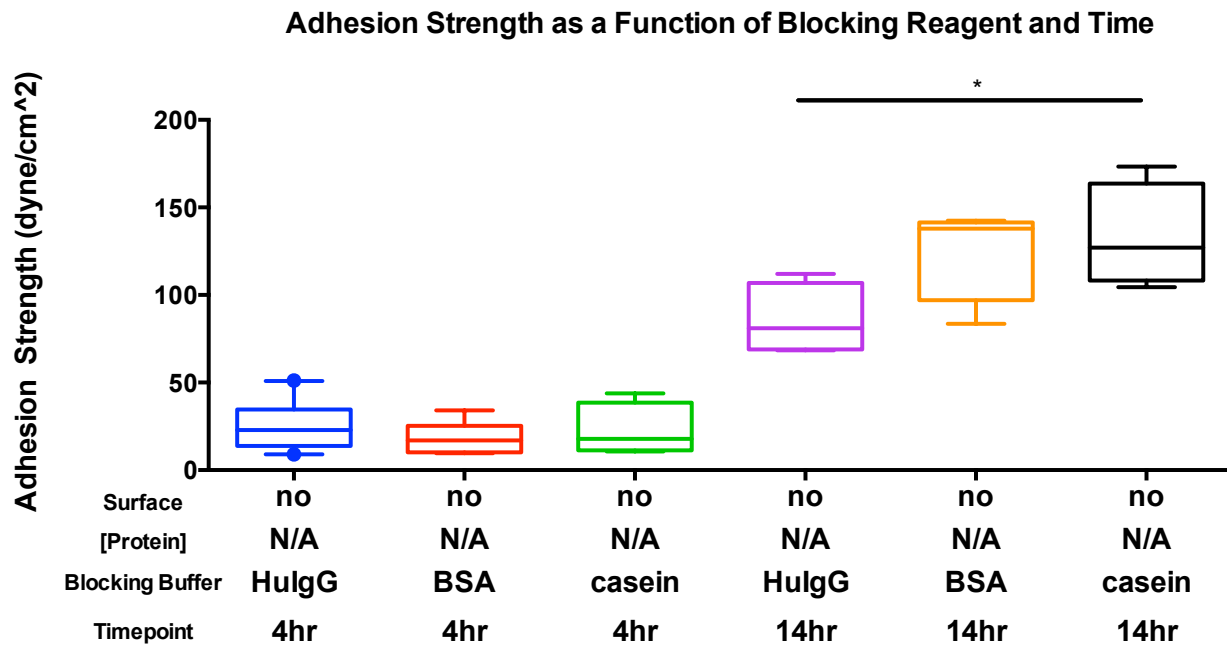 Adhesion Strength as a Function of Blocking Reagent and Time
Adhesion Strength (dyne/cm^2)
*
200
150
100
50
0
Surface no no no no no no
[Protein] N/A N/A N/A N/A N/A N/A
Blocking Buffer HuIgG BSA casein HuIgG BSA casein
Timepoint 4hr 4hr 4hr 14hr 14hr 14hr